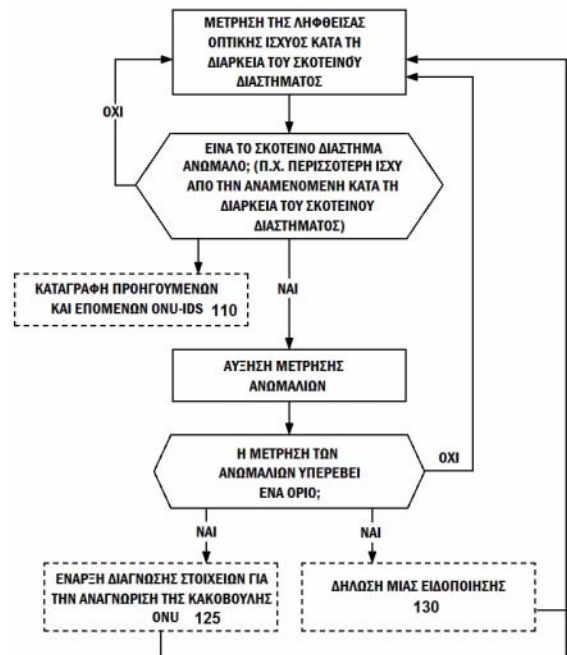 ΜΕΤΡΗΣΗ ΤΗΣ ΛΗΦΘΕΙΣΑΣ
ΟΠΤΙΚΗΣ ΙΣΧΥΟΣ ΚΑΤΑ ΤΗ
ΔΙΑΡΚΕΙΑ ΤΟΥ ΣΚΟΤΕΙΝΟΎ
ΔΙΑΣΤΗΜΑΤΟΣ
ΟΧΙ
ΕΙΝΑ ΤΟ ΣΚΟΤΕΙΝΟ ΔΙΑΣΤΗΜΑ
ΑΝΩΜΑΛΟ; (Π.Χ. ΠΕΡΙΣΣΟΤΕΡΗ ΙΣΧΥ
ΑΠΟ ΤΗΝ ΑΝΑΜΕΝΟΜΕΝΗ ΚΑΤΑ ΤΗ
ΔΙΑΡΚΕΙΑ ΤΟΥ ΣΚΟΤΕΙΝΟΥ
ΔΙΑΣΤΗΜΑΤΟΣ)
ΚΑΤΑΓΡΑΦΗ ΠΡΟΗΓΟΥΜΕΝΩΝ
ΚΑΙ ΕΠΟΜΕΝΩΝ ONU-IDS 110
ΝΑΙ
ΑΥΞΗΣΗ ΜΕΤΡΗΣΗΣ
ΑΝΩΜΑΛΙΩΝ
Η ΜΕΤΡΗΣΗ ΤΩΝ
ΑΝΩΜΑΛΙΩΝ ΥΠΕΡΕΒΕΙ
ΕΝΑ ΟΡΙΟ;
ΟΧΙ
ΝΑΙ
ΝΑΙ
ΕΝΑΡΞΗ ΔΙΑΓΝΩΣΗΣ ΣΤΟΙΧΕΙΩΝ ΓΙΑ
ΤΗΝ ΑΝΑΓΝΩΡΙΣΗ ΤΗΣ ΚΑΚΟΒΟΥΛΗΣ
ONU 125
ΔΗΛΩΣΗ ΜΙΑΣ ΕΙΔΟΠΟΙΗΣΗΣ
130